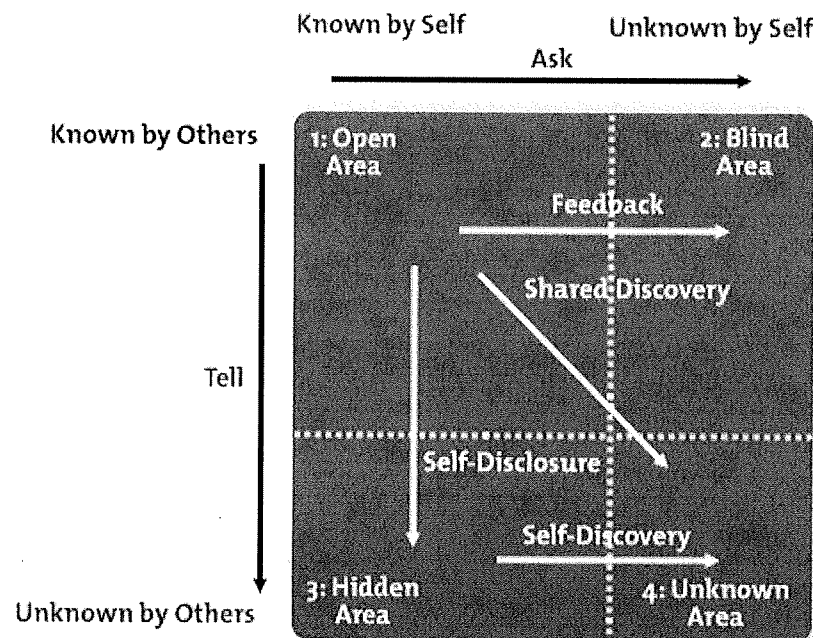 Known by Self
Unknown by Self
Ask
Known by Others
1: Open
Area
2: Blind
Area
Feedback
Shared Discovery
Tell
Self-Disclosure
Self-Discovery
3: Hidden
Area
4: Unknown
Area
Unknown by Others